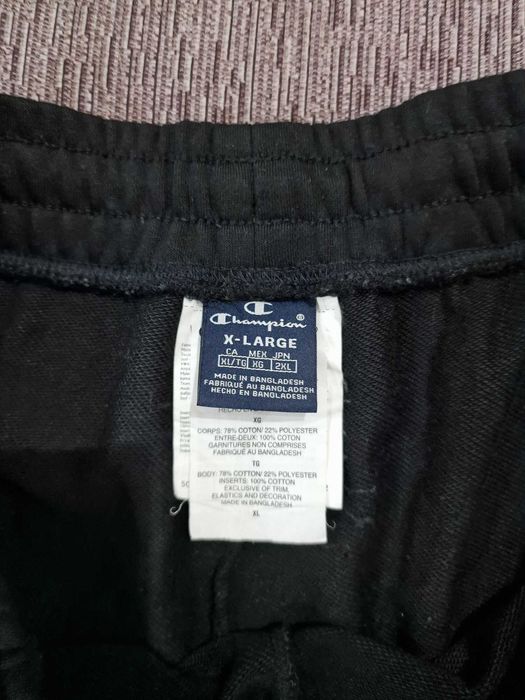 Champion®
X-LARGE
CA MEX JPN
XL/TG XG 2XL
MADE IN BANGLADESH
FABRIQUÉ AU BANGLADESH
HECHO EN BANGLADESH
XG
CORPS: 78% COTON/ 22% POLYESTER
ENTRE-DEUX: 100% COTON
GARNITURES NON COMPRISES
FABRIQUÉ AU BANGLADESH
TG
BODY: 78% COTTON/ 22% POLYESTER
INSERTS: 100% COTTON
EXCLUSIVE OF TRIM,
ELASTICS AND DECORATION
MADE IN BANGLADESH
XL